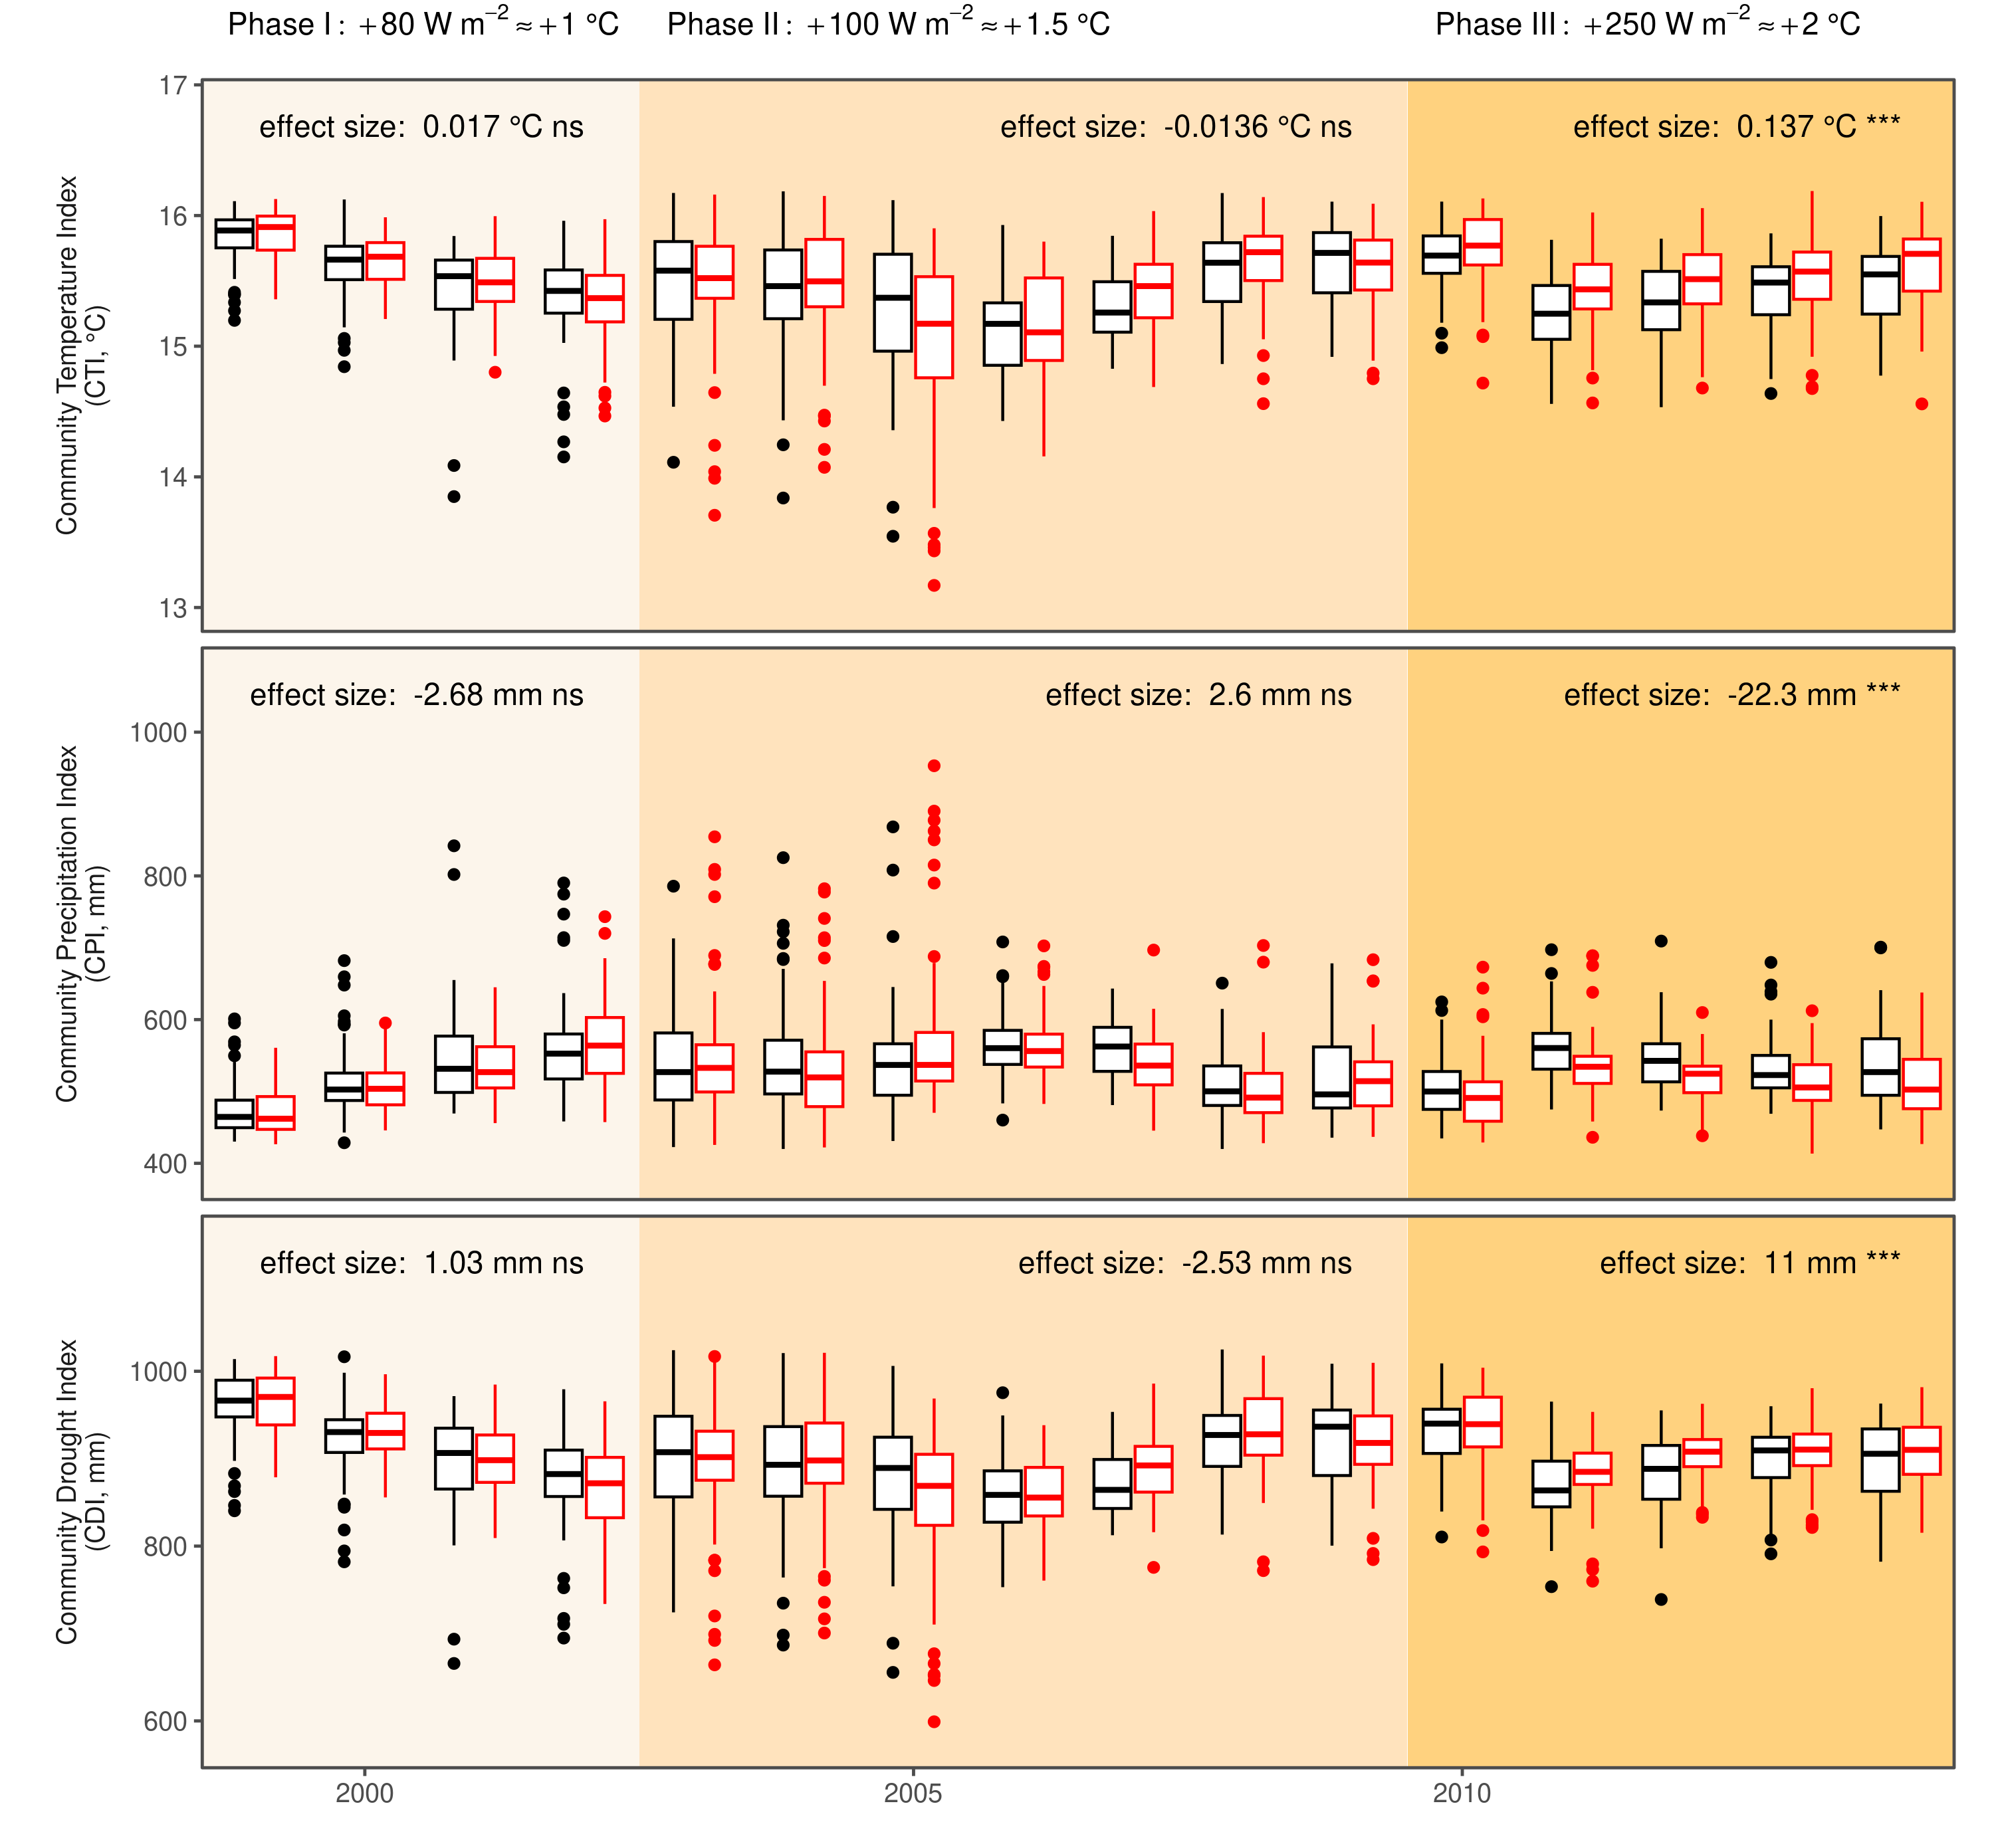 Phase I: +80 W m−2 ≈ +1 °C
Phase II: +100 W m−2 ≈ +1.5 °C
Phase III: +250 W m−2 ≈ +2 °C
Community Temperature Index
(CTI, °C)
17
16
15
14
13
effect size: 0.017 °C ns
effect size: -0.0136 °C ns
effect size: 0.137 °C ***
Community Precipitation Index
(CPI, mm)
1000
800
600
400
effect size: -2.68 mm ns
effect size: 2.6 mm ns
effect size: -22.3 mm ***
Community Drought Index
(CDI, mm)
1000
800
600
effect size: 1.03 mm ns
effect size: -2.53 mm ns
effect size: 11 mm ***
2000
2005
2010